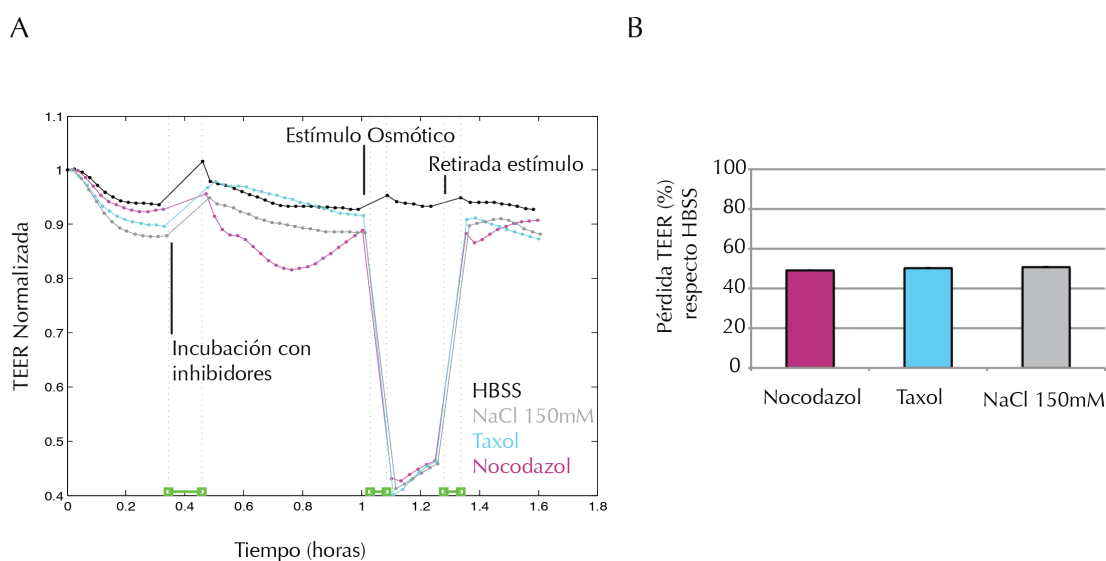 A
B
1.1
1
0.9
0.8
0.7
0.6
0.5
0.4
TEER Normalizada
Estímulo Osmótico
Retirada estímulo
Incubación con
inhibidores
HBSS
NaCl 150mM
Taxol
Nocodazol
0 0.2 0.4 0.6 0.8 1 1.2 1.4 1.6 1.8
Tiempo (horas)
Pérdida TEER (%)
respecto HBSS
100
80
60
40
20
0
Nocodazol Taxol NaCl 150mM